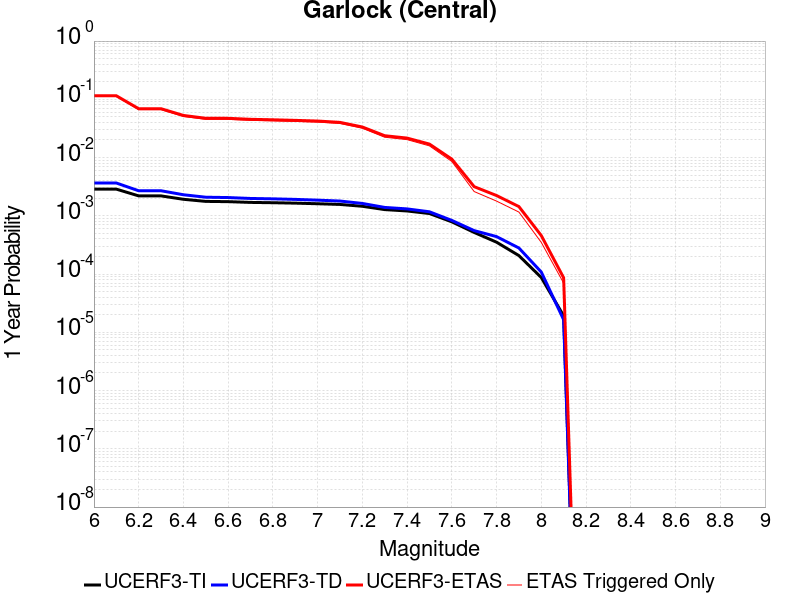 Garlock (Central)
10^0
10^-1
10^-2
10^-3
10^-4
10^-5
10^-6
10^-7
10^-8
1 Year Probability
6 6.2 6.4 6.6 6.8 7 7.2 7.4 7.6 7.8 8 8.2 8.4 8.6 8.8 9
Magnitude
UCERF3-TI UCERF3-TD UCERF3-ETAS ETAS Triggered Only